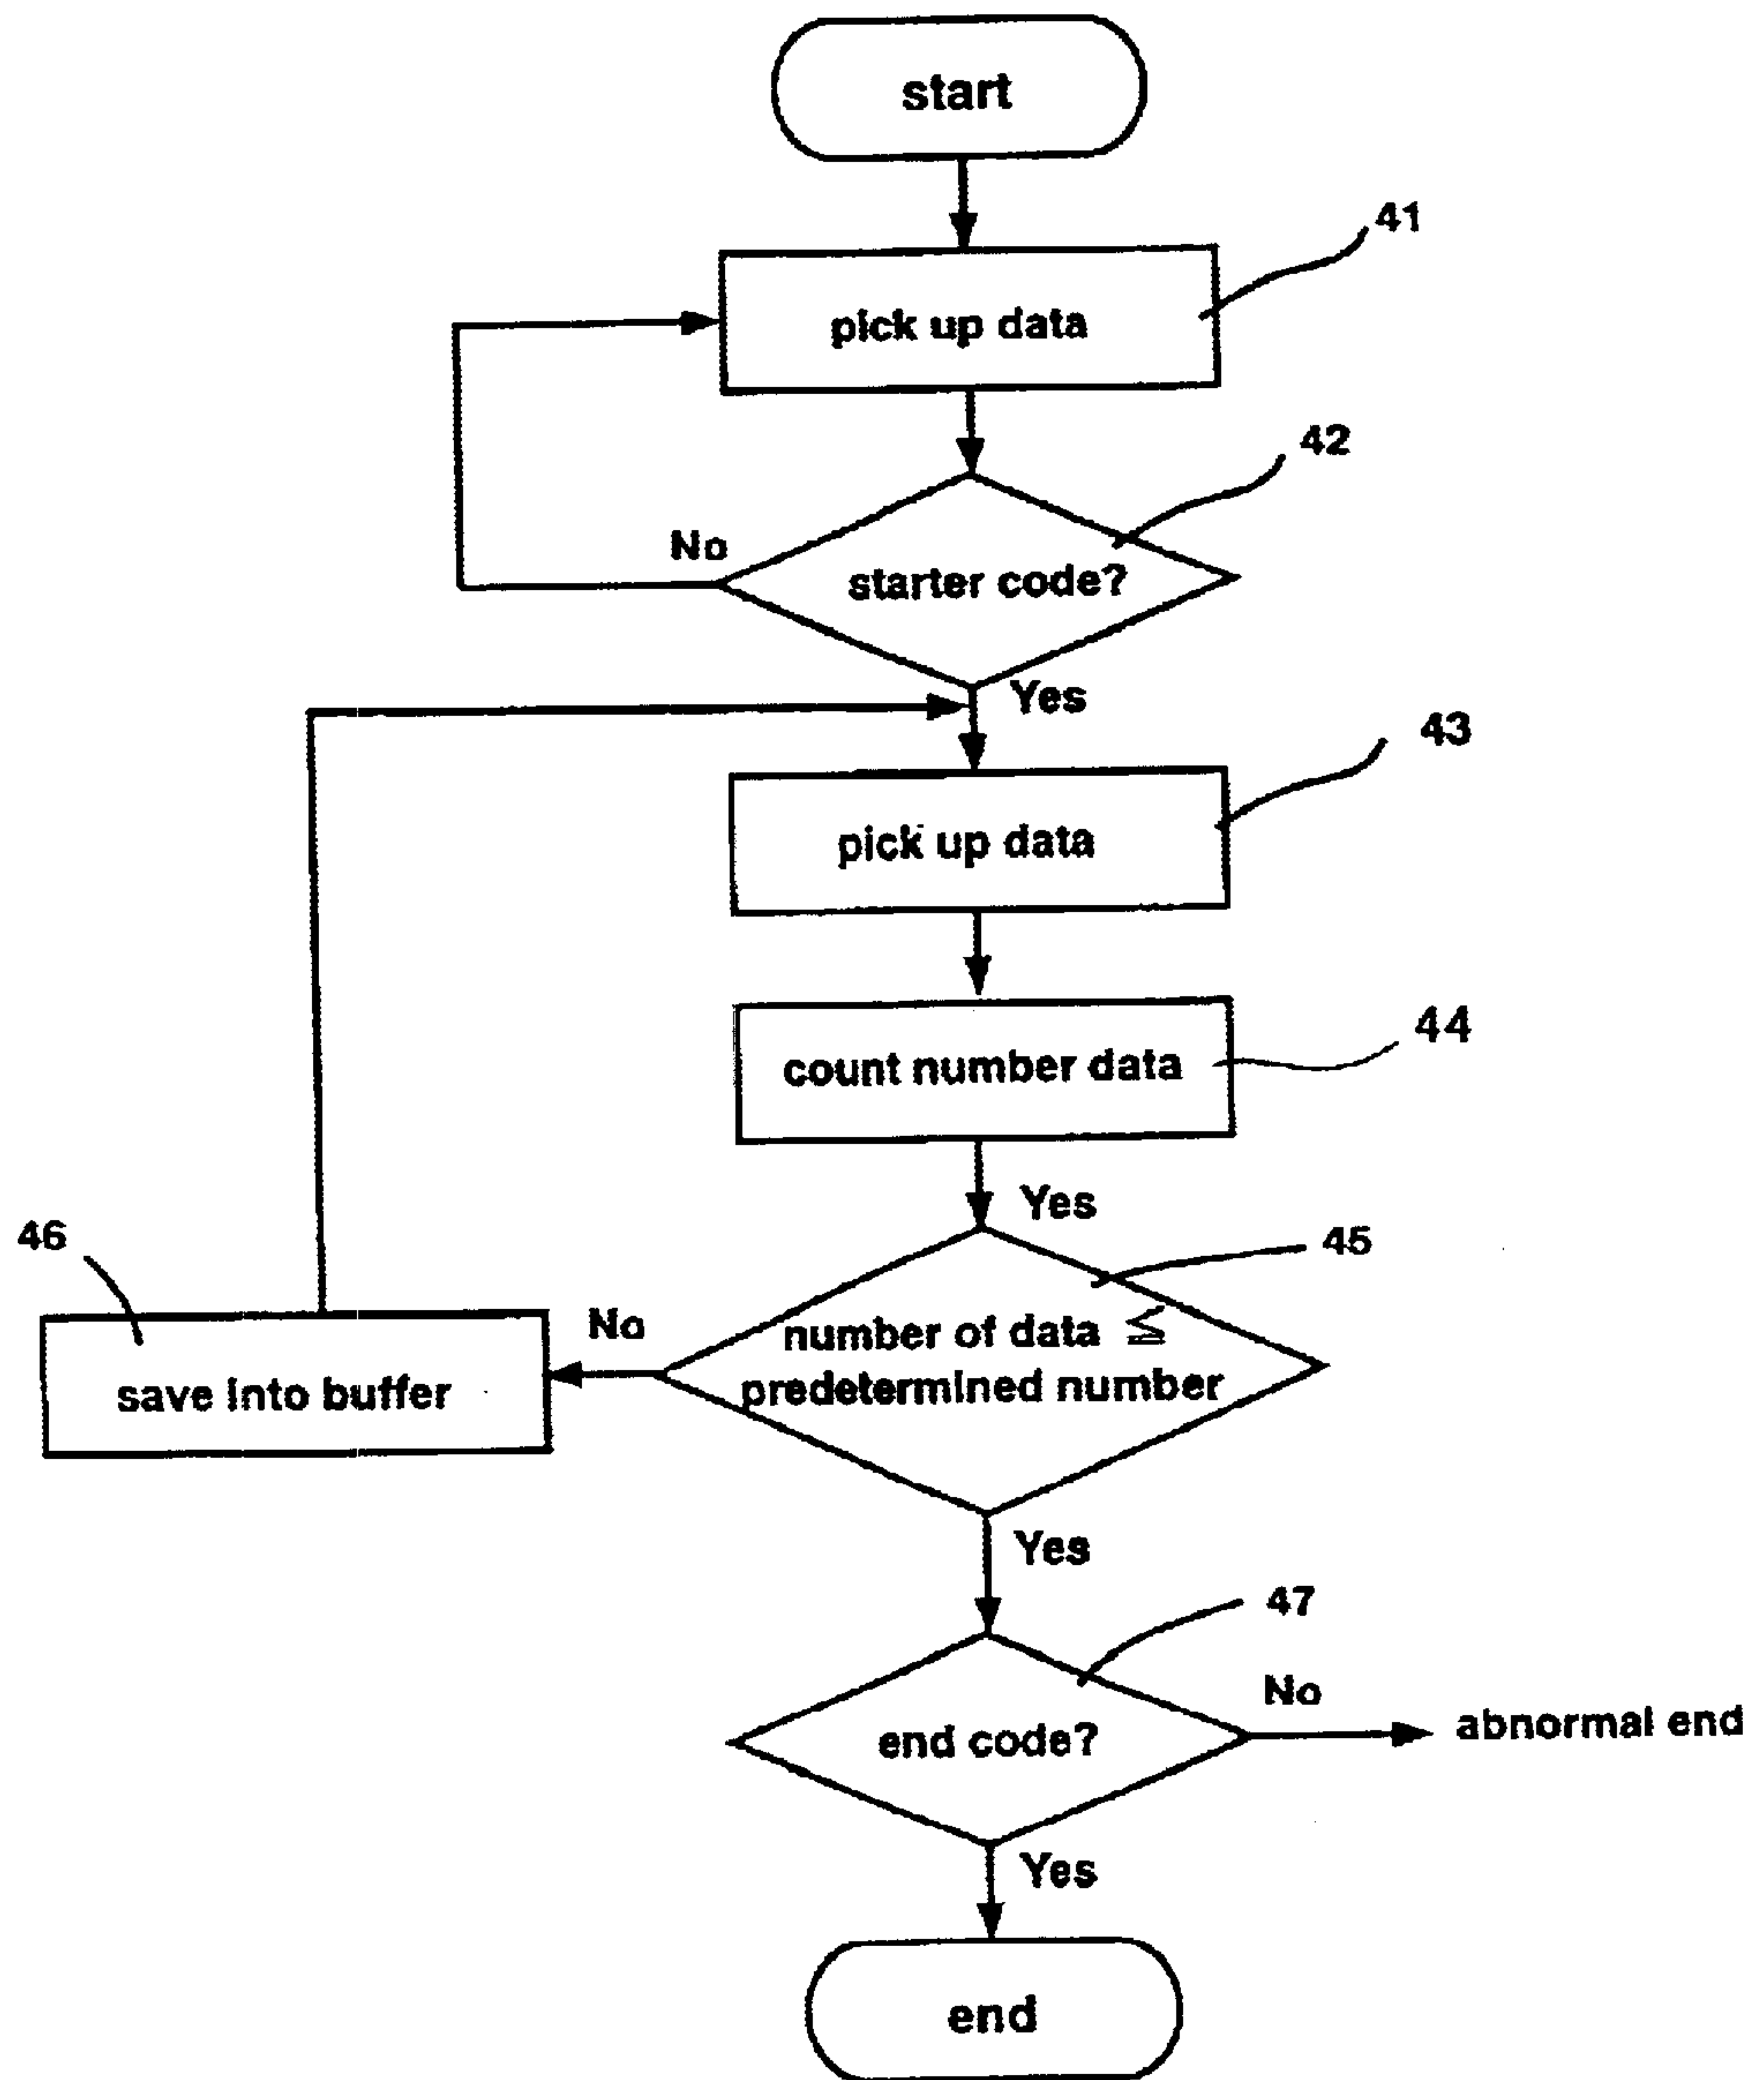 start
41
pick up data
42
No
starter code?
Yes
43
pick up data
44
count number data
Yes
46
45
No
number of data ≦
predetermined number
save into buffer
Yes
47
No
end code?
abnormal end
Yes
end